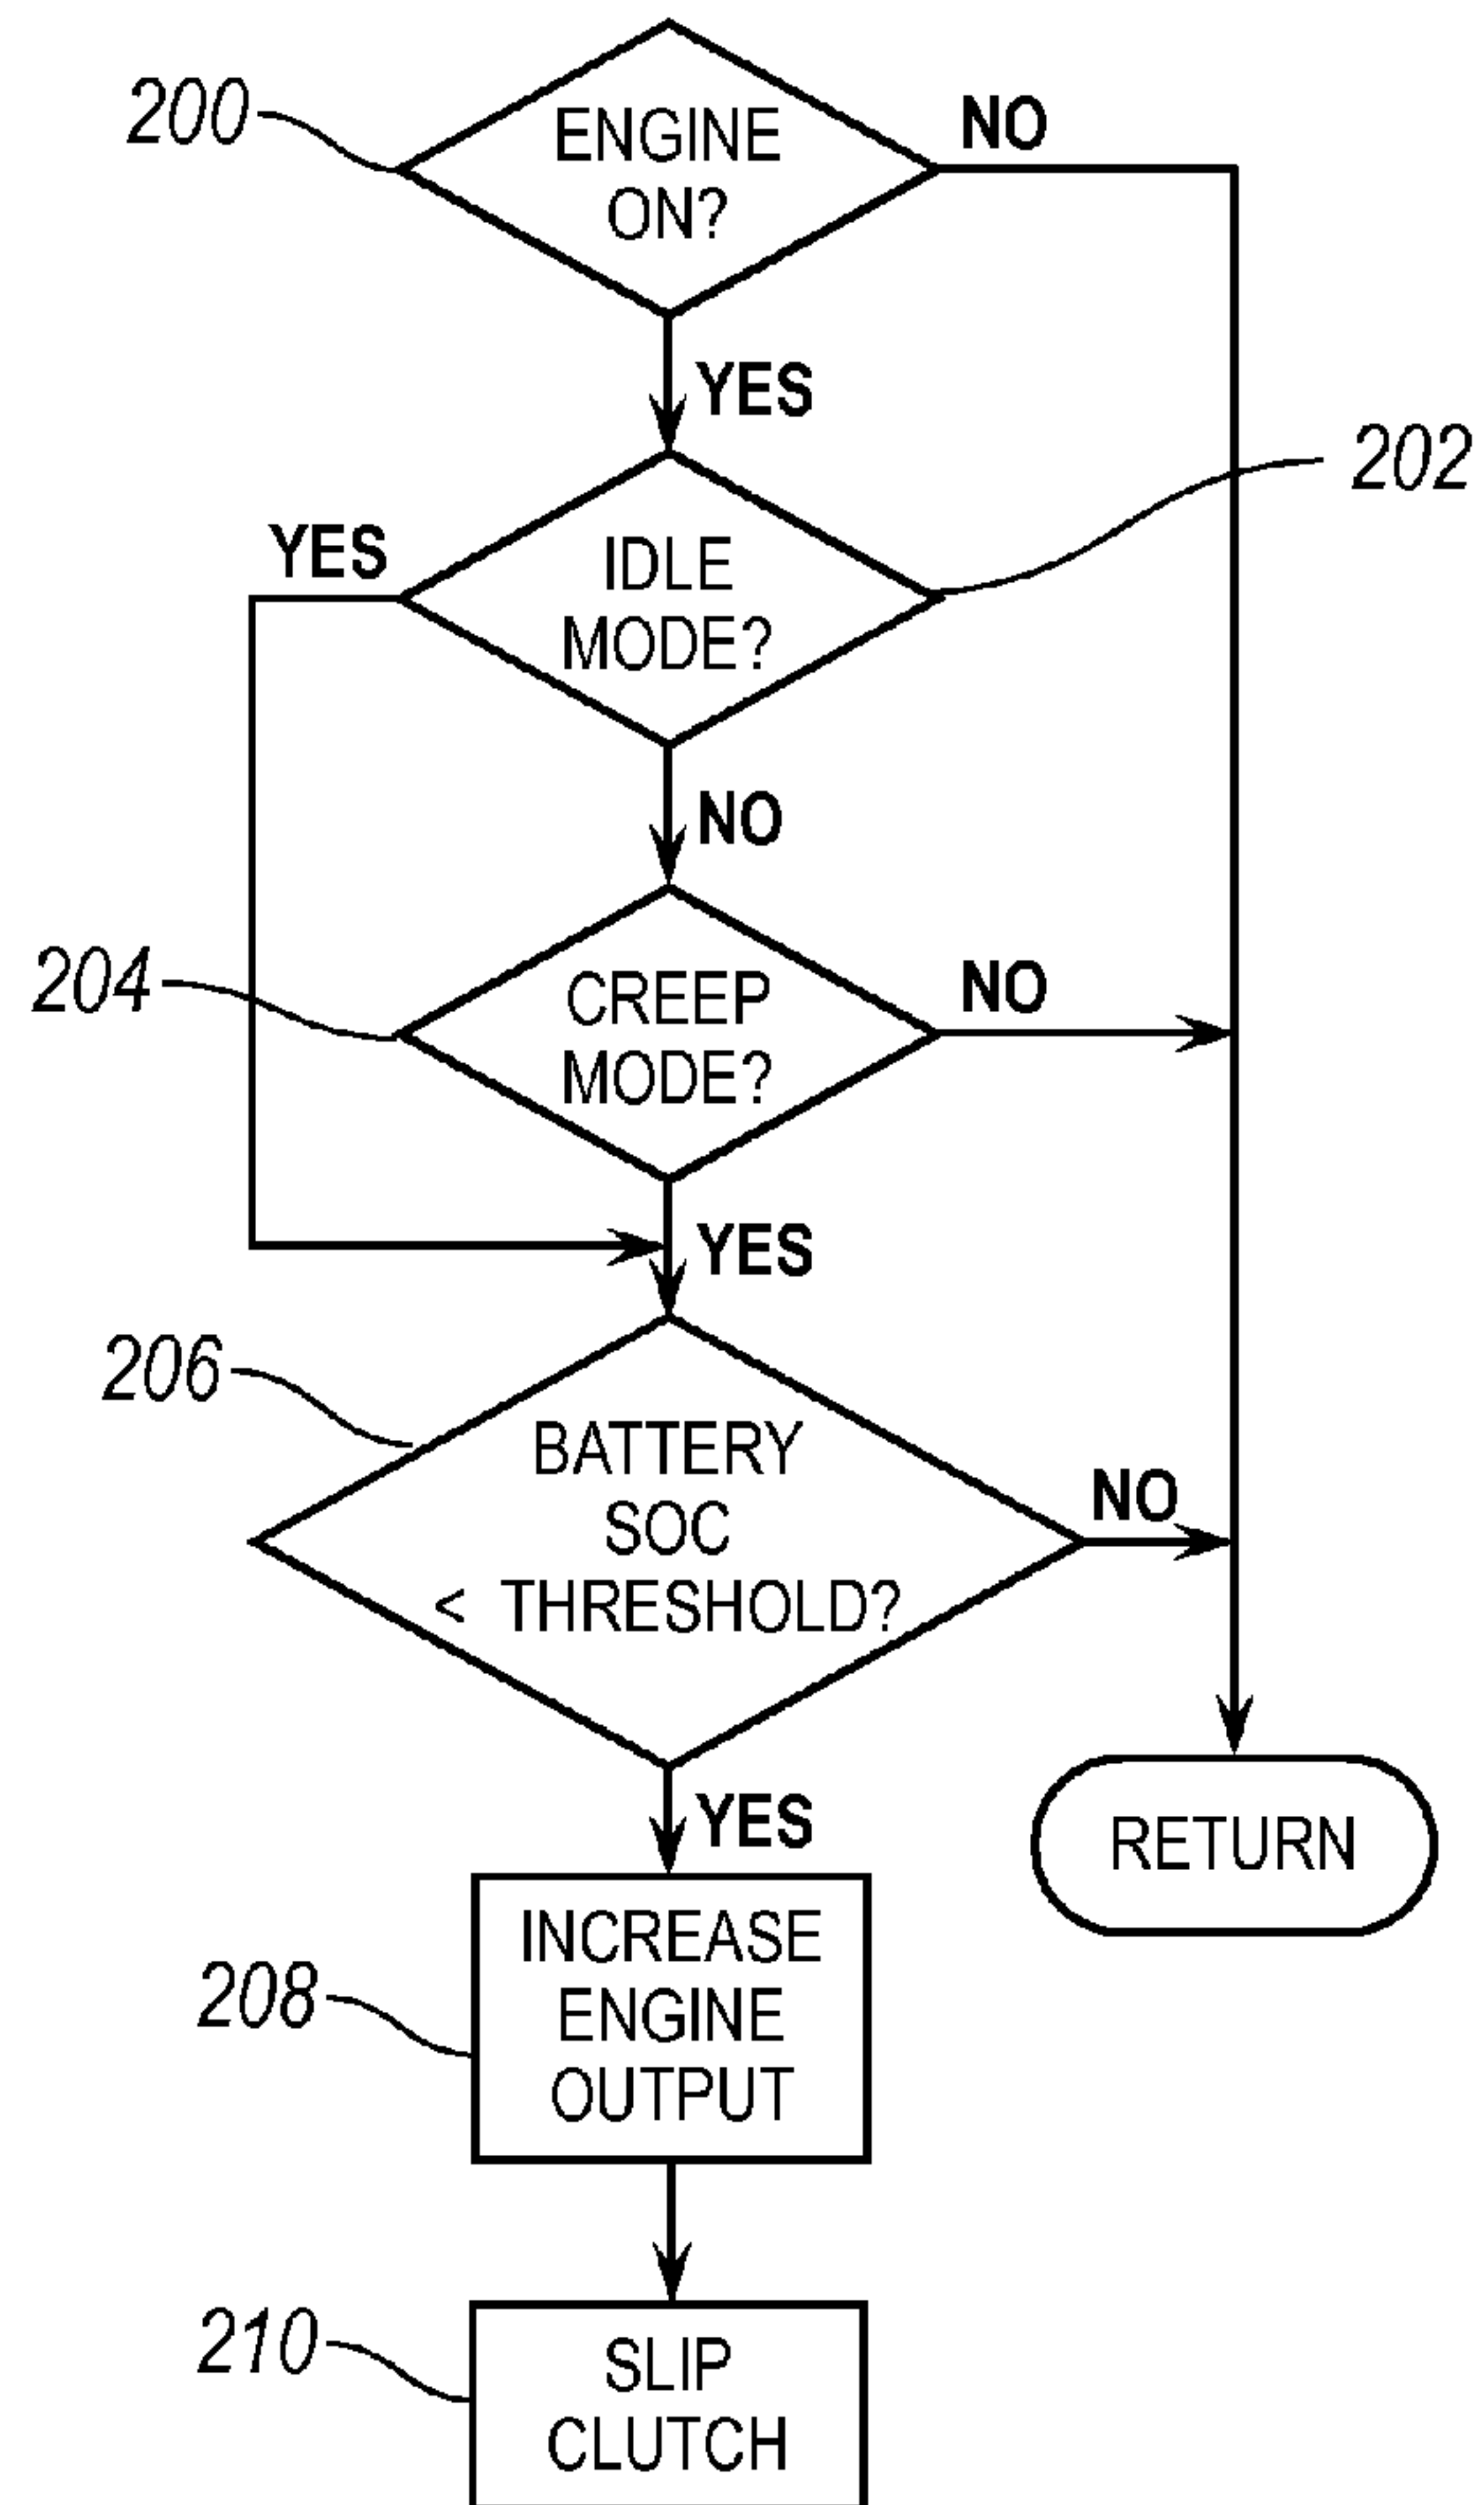 200
ENGINE
ON?
NO
YES
202
YES
IDLE
MODE?
NO
204
CREEP
MODE?
NO
YES
206
BATTERY
SOC
< THRESHOLD?
NO
YES
RETURN
208
INCREASE
ENGINE
OUTPUT
210
SLIP
CLUTCH